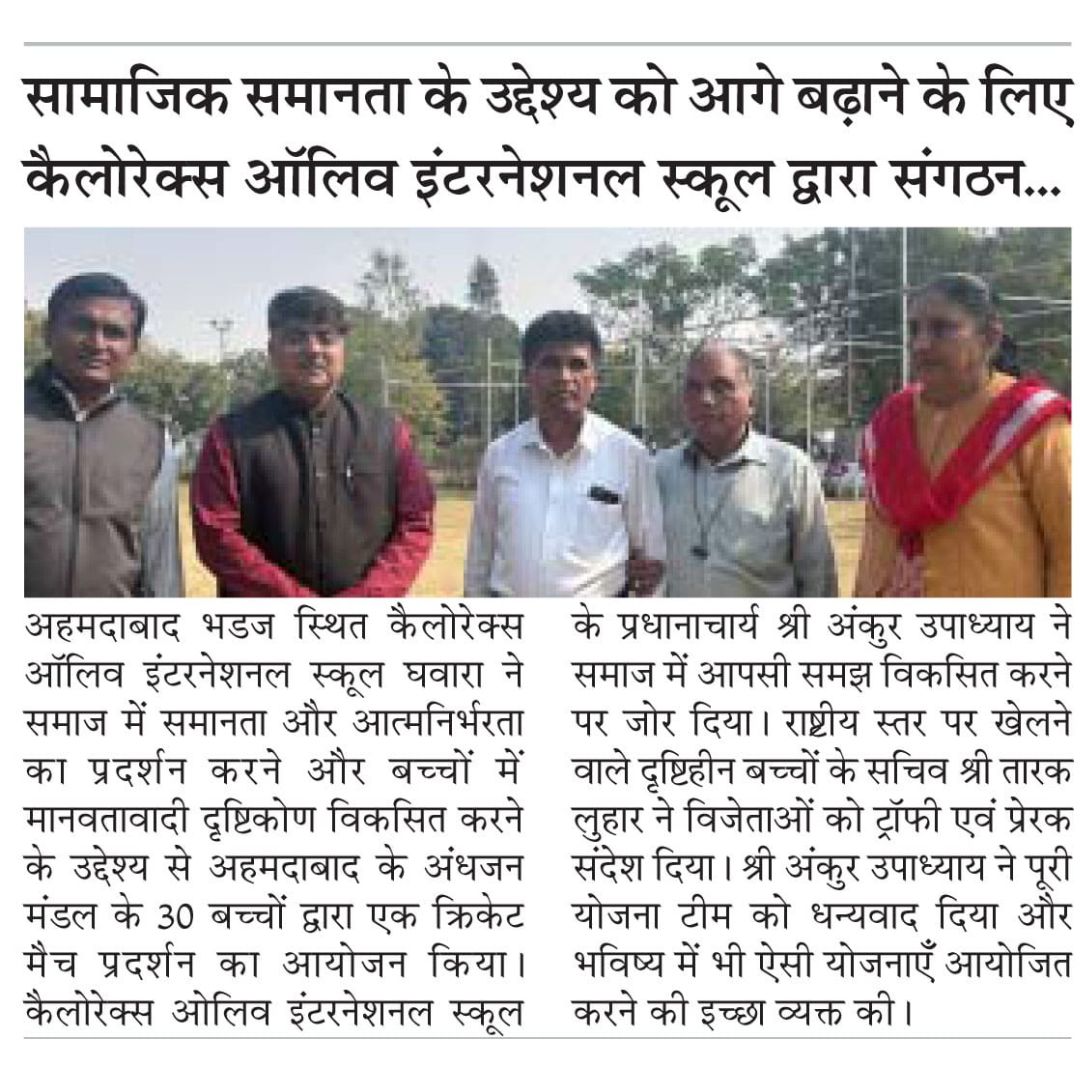 सामाजिक समानता के उद्देश्य को आगे बढ़ाने के लिए
कैलोरेक्स ऑलिव इंटरनेशनल स्कूल द्वारा संगठन...
अहमदाबाद भडज स्थित कैलोरेक्स
ऑलिव इंटरनेशनल स्कूल घवारा ने
समाज में समानता और आत्मनिर्भरता
का प्रदर्शन करने और बच्चों में
मानवतावादी दृष्टिकोण विकसित करने
के उद्देश्य से अहमदाबाद के अंधजन
मंडल के 30 बच्चों द्वारा एक क्रिकेट
मैच प्रदर्शन का आयोजन किया।
कैलोरेक्स ओलिव इंटरनेशनल स्कूल
के प्रधानाचार्य श्री अंकुर उपाध्याय ने
समाज में आपसी समझ विकसित करने
पर जोर दिया। राष्ट्रीय स्तर पर खेलने
वाले दृष्टिहीन बच्चों के सचिव श्री तारक
लुहार ने विजेताओं को ट्रॉफी एवं प्रेरक
संदेश दिया। श्री अंकुर उपाध्याय ने पूरी
योजना टीम को धन्यवाद दिया और
भविष्य में भी ऐसी योजनाएँ आयोजित
करने की इच्छा व्यक्त की।